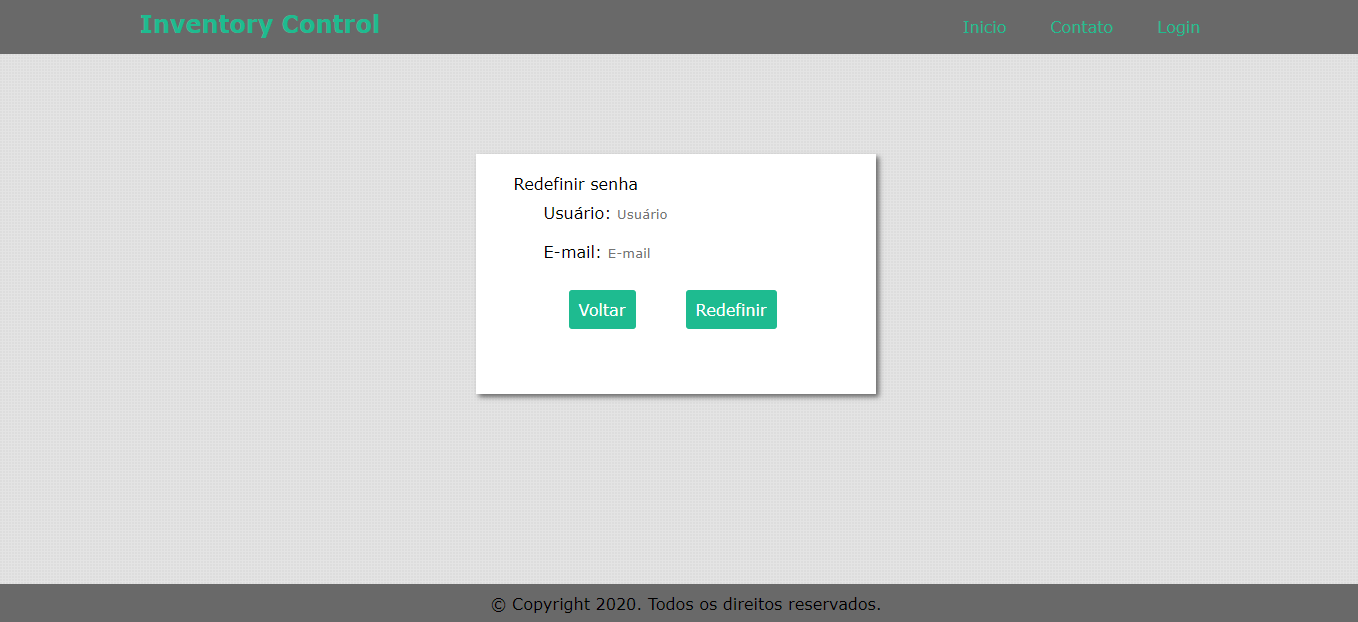 Inventory Control Inicio Contato Login
Redefinir senha
Usuário: Usuário
E-mail: E-mail
Voltar Redefinir
© Copyright 2020. Todos os direitos reservados.